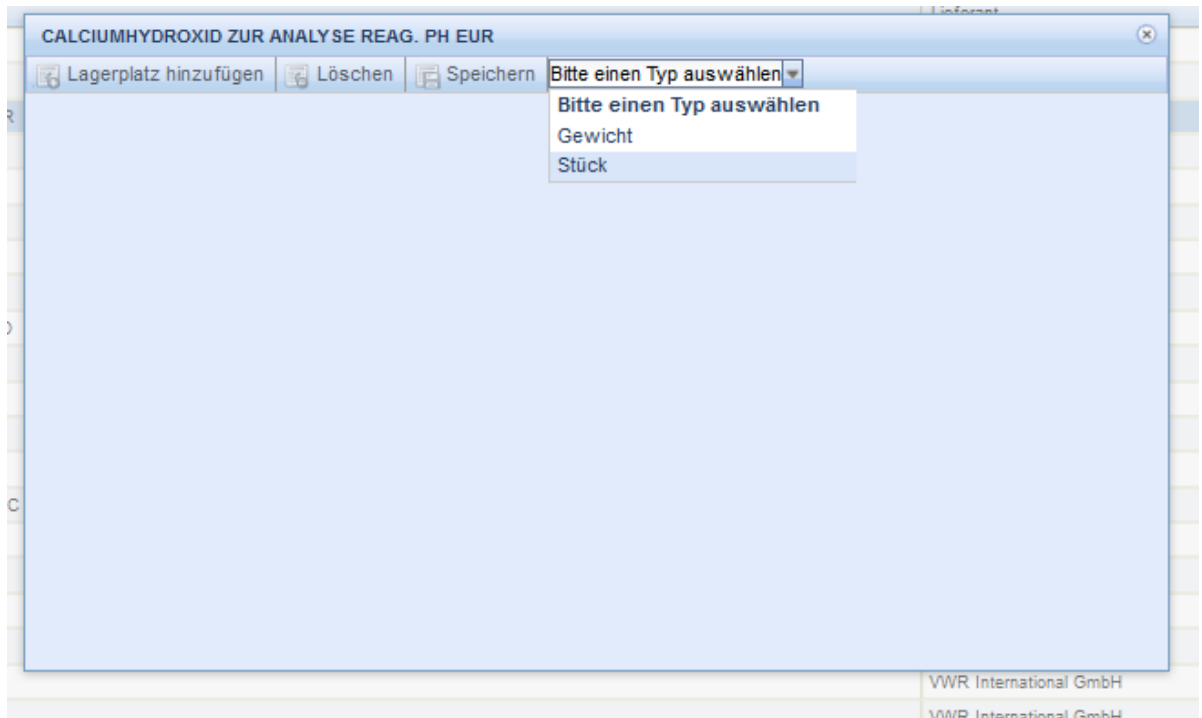 Lieferant
CALCIUMHYDROXID ZUR ANALYSE REAG. PH EUR
Lagerplatz hinzufügen Löschen Speichern Bitte einen Typ auswählen
Bitte einen Typ auswählen
R
Gewicht
Stück
C
VWR International GmbH
VWR International GmbH